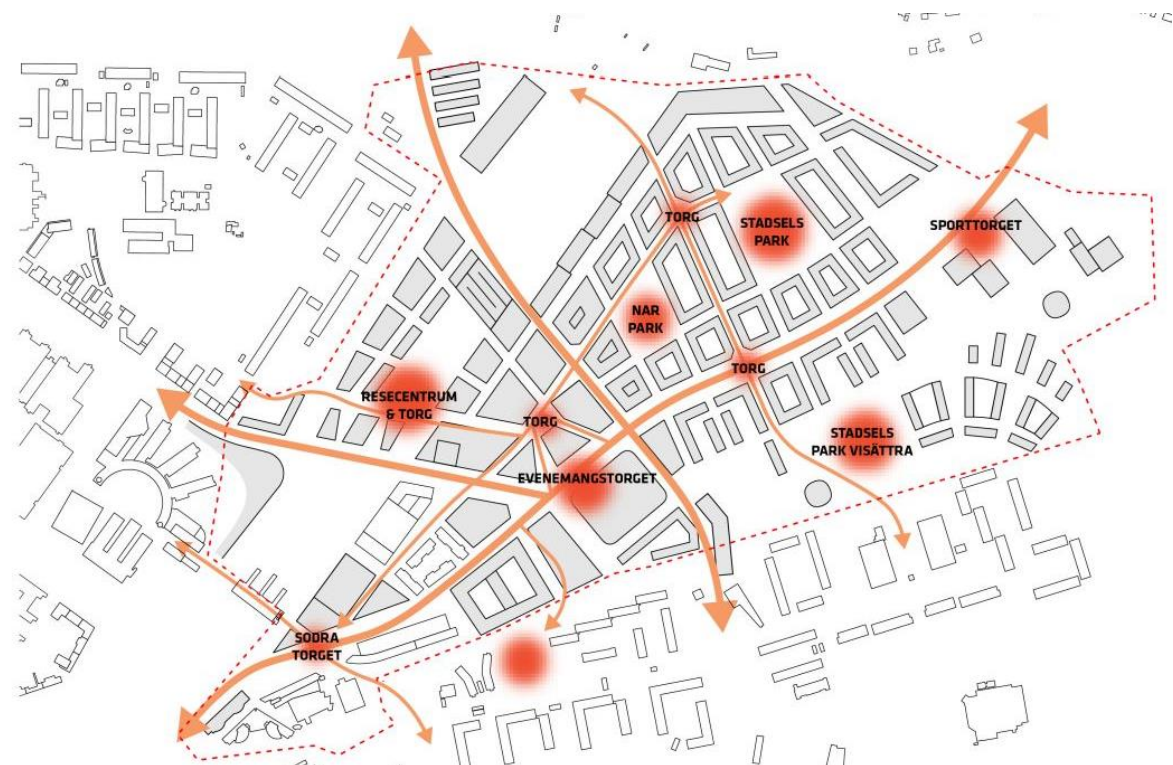 TORG
STADSELS
PARK
SPORTTORGET
NAR
PARK
TORG
RESECENTRUM
& TORG
TORG
STADSELS
PARK VISÄTTRA
EVENEMANGSTORGET
SODRA
TORGET